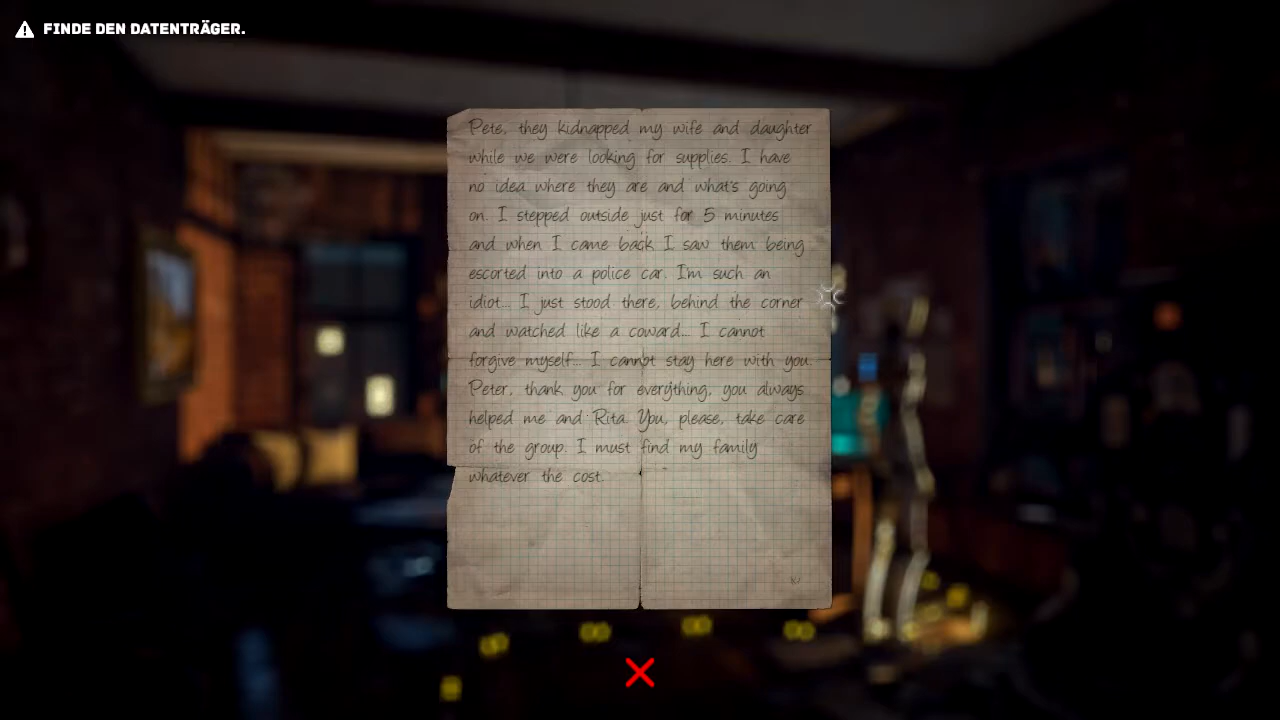 FINDE DEN DATENTRÄGER.
Pete, they kidnapped my wife and daughter
while we were looking for supplies. I have
no idea where they are and what's going
on. I stepped outside just for 5 minutes
and when I came back I saw them being
escorted into a police car. I'm such an
idiot... I just stood there, behind the corner
and watched like a coward... I cannot
forgive myself... I cannot stay here with you.
Peter, thank you for everything, you always
helped me and Rita. You, please, take care
of the group. I must find my family
whatever the cost.